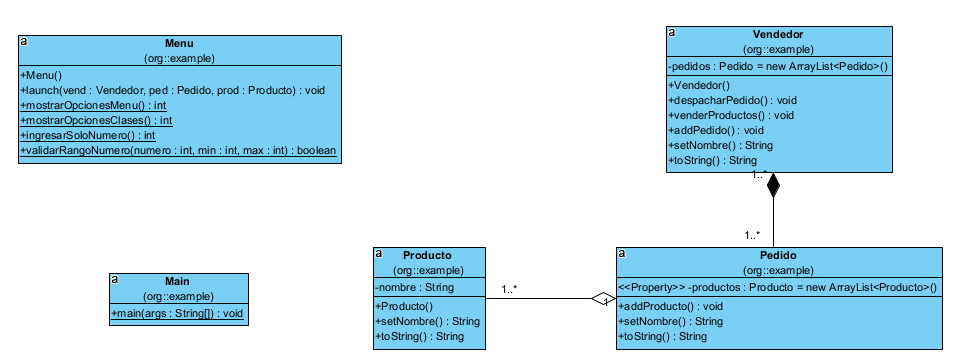 a
Menu
(org::example)
+Menu()
+launch(vend : Vendedor, ped : Pedido, prod : Producto) : void
+mostrarOpcionesMenu() : int
+mostrarOpcionesClases() : int
+ingresarSoloNumero() : int
+validarRangoNumero(numero : int, min : int, max : int) : boolean
a
Vendedor
(org::example)
-pedidos : Pedido = new ArrayList<Pedido>()
+Vendedor()
+despacharPedido() : void
+venderProductos() : void
+addPedido() : void
+setNombre() : String
+toString() : String
1..*
1..*
a
Main
(org::example)
+main(args : String[]) : void
a
Producto
(org::example)
-nombre : String
+Producto()
+setNombre() : String
+toString() : String
1..*
1
a
Pedido
(org::example)
<<Property>> -productos : Producto = new ArrayList<Producto>()
+addProducto() : void
+setNombre() : String
+toString() : String